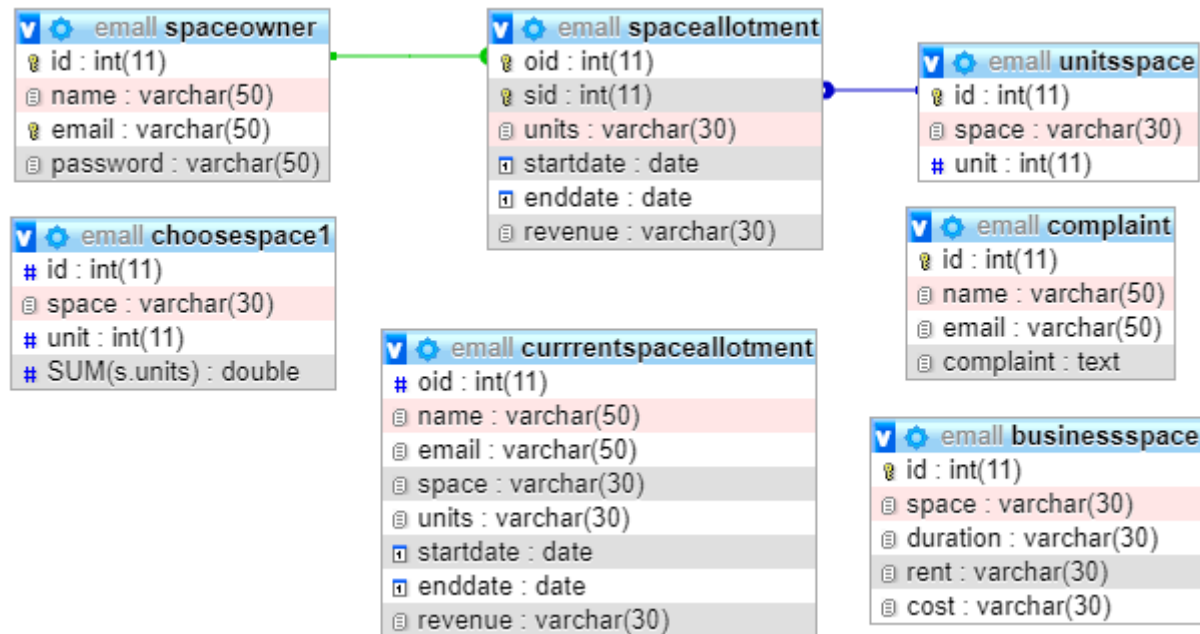 v emall spaceowner
id : int(11)
name : varchar(50)
email : varchar(50)
password : varchar(50)
v emall spaceallotment
oid : int(11)
sid : int(11)
units : varchar(30)
startdate : date
enddate : date
revenue : varchar(30)
v emall unitsspace
id : int(11)
space : varchar(30)
# unit : int(11)
v emall choosespace1
# id : int(11)
space : varchar(30)
# unit : int(11)
# SUM(s.units) : double
v emall complaint
id : int(11)
name : varchar(50)
email : varchar(50)
complaint : text
v emall currrentspaceallotment
# oid : int(11)
name : varchar(50)
email : varchar(50)
space : varchar(30)
units : varchar(30)
startdate : date
enddate : date
revenue : varchar(30)
v emall businessspace
id : int(11)
space : varchar(30)
duration : varchar(30)
rent : varchar(30)
cost : varchar(30)